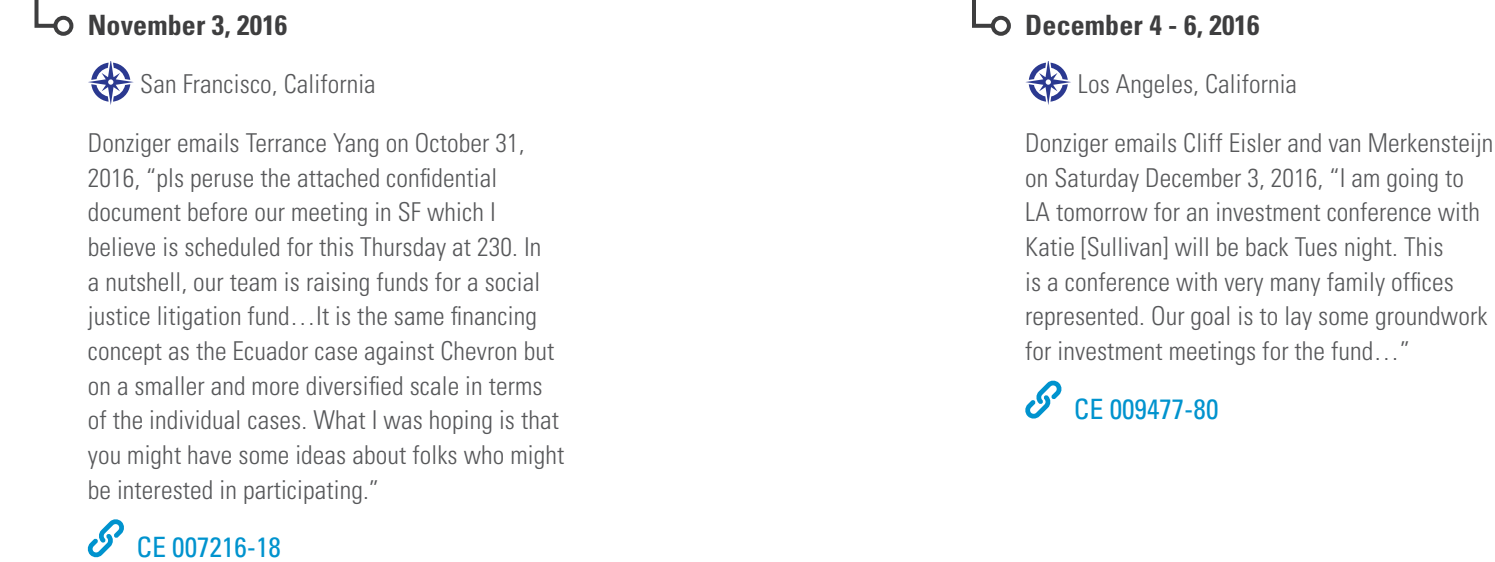 November 3, 2016
San Francisco, California
Donziger emails Terrance Yang on October 31,
2016, “pls peruse the attached confidential
document before our meeting in SF which I
believe is scheduled for this Thursday at 230. In
a nutshell, our team is raising funds for a social
justice litigation fund…It is the same financing
concept as the Ecuador case against Chevron but
on a smaller and more diversified scale in terms
of the individual cases. What I was hoping is that
you might have some ideas about folks who might
be interested in participating.”
CE 007216-18
December 4 - 6, 2016
Los Angeles, California
Donziger emails Cliff Eisler and van Merkensteijn
on Saturday December 3, 2016, “I am going to
LA tomorrow for an investment conference with
Katie [Sullivan] will be back Tues night. This
is a conference with very many family offices
represented. Our goal is to lay some groundwork
for investment meetings for the fund…”
CE 009477-80